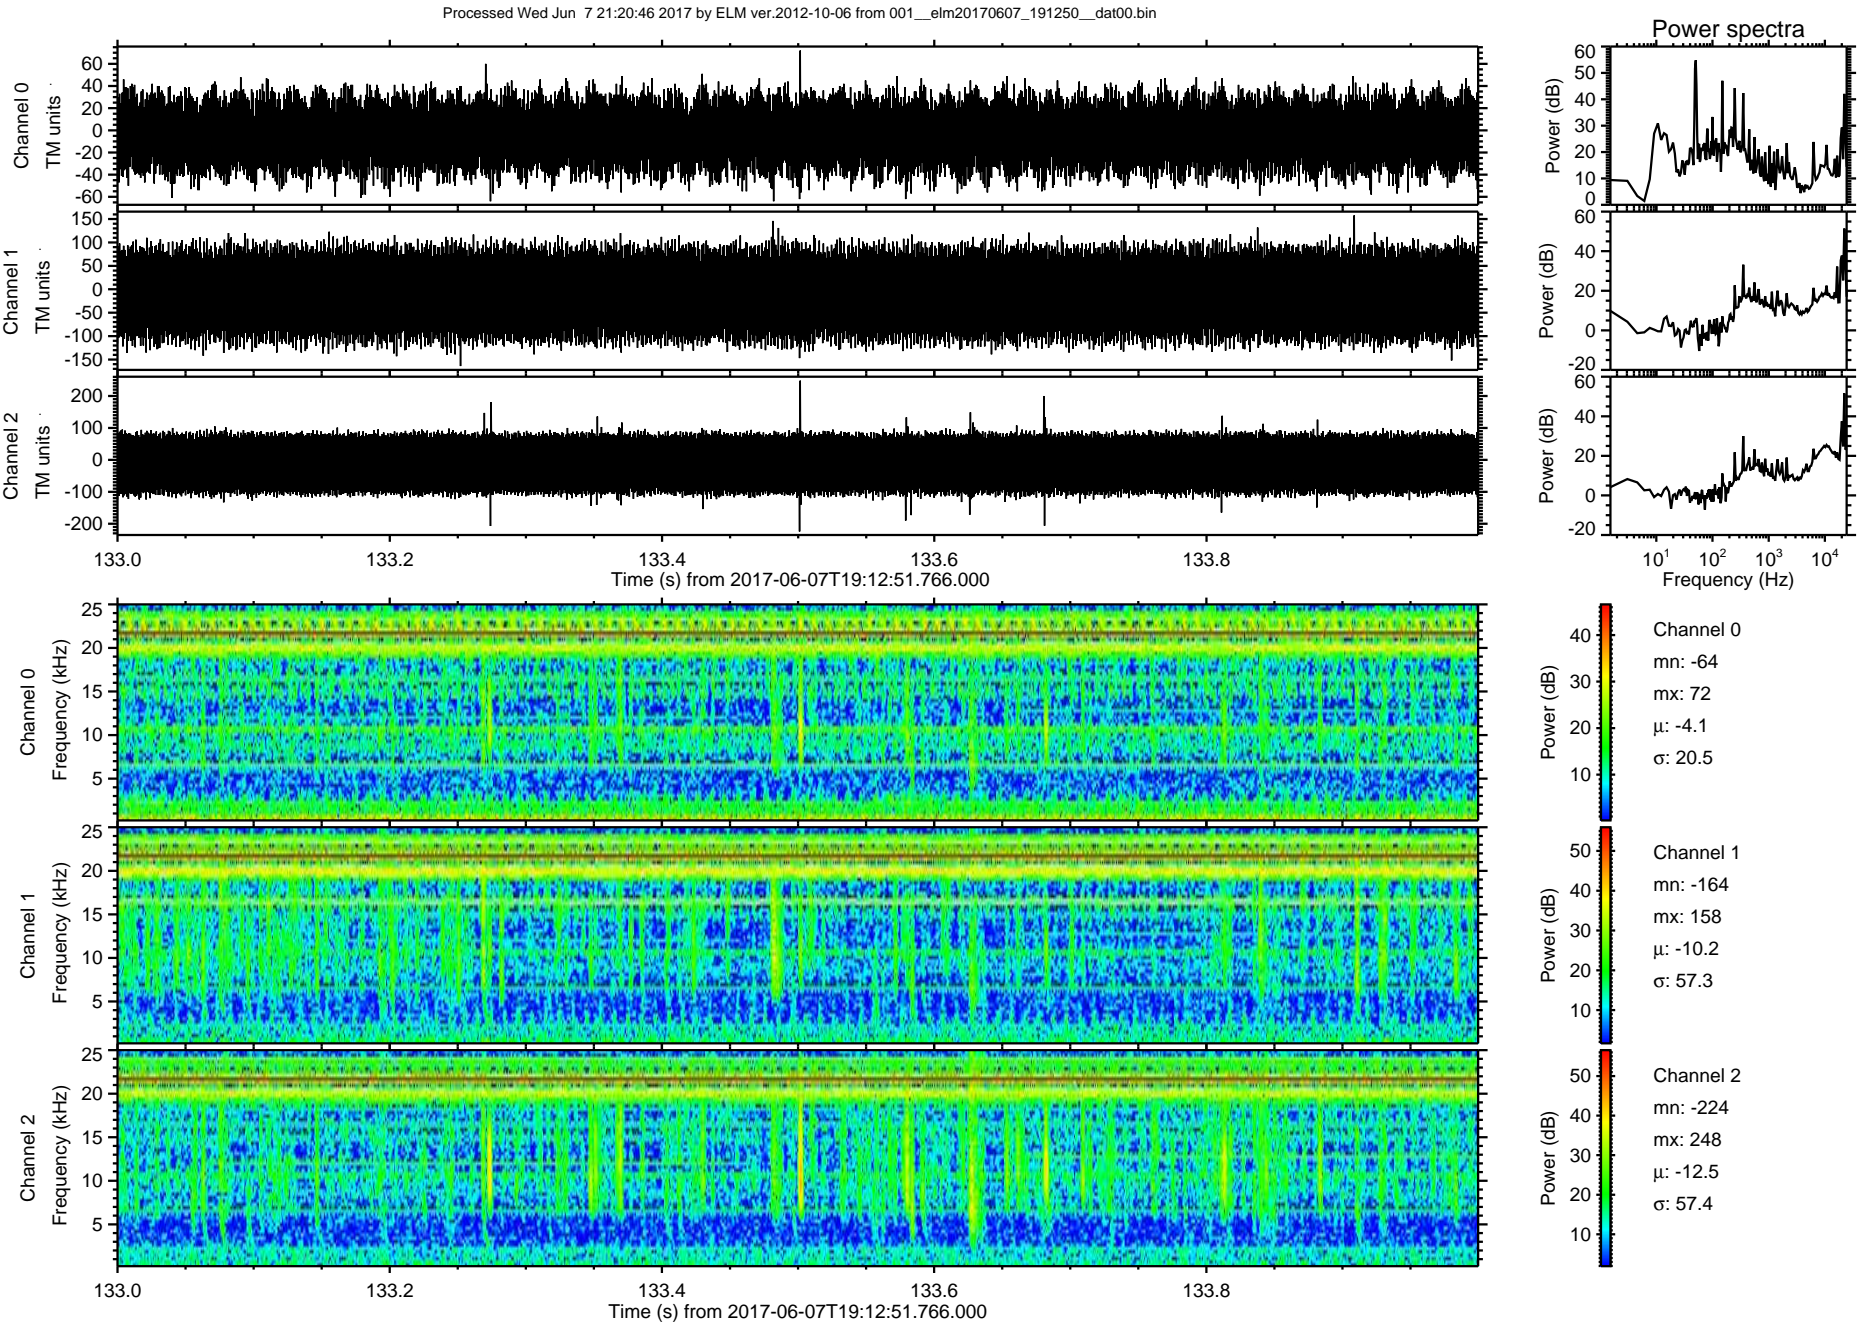 Processed Wed Jun  7 21:20:46 2017 by ELM ver.2012-10-06 from 001__elm20170607_191250__dat00.bin
Power spectra
Channel 0
TM units
60
40
20
0
-20
-40
-60
Power (dB)
60
50
40
30
20
10
0
Channel 1
TM units
150
100
50
0
-50
-100
-150
Power (dB)
60
40
20
0
-20
Channel 2
TM units
200
100
0
-100
-200
Power (dB)
60
40
20
0
-20
133.0 133.2 133.4 133.6 133.8
Time (s) from 2017-06-07T19:12:51.766.000
10¹ 10² 10³ 10⁴
Frequency (Hz)
Channel 0
Frequency (kHz)
25
20
15
10
5
Power (dB)
40
30
20
10
Channel 0
mn: -64
mx: 72
μ: -4.1
σ: 20.5
Channel 1
Frequency (kHz)
25
20
15
10
5
Power (dB)
50
40
30
20
10
Channel 1
mn: -164
mx: 158
μ: -10.2
σ: 57.3
Channel 2
Frequency (kHz)
25
20
15
10
5
Power (dB)
50
40
30
20
10
Channel 2
mn: -224
mx: 248
μ: -12.5
σ: 57.4
133.0 133.2 133.4 133.6 133.8
Time (s) from 2017-06-07T19:12:51.766.000